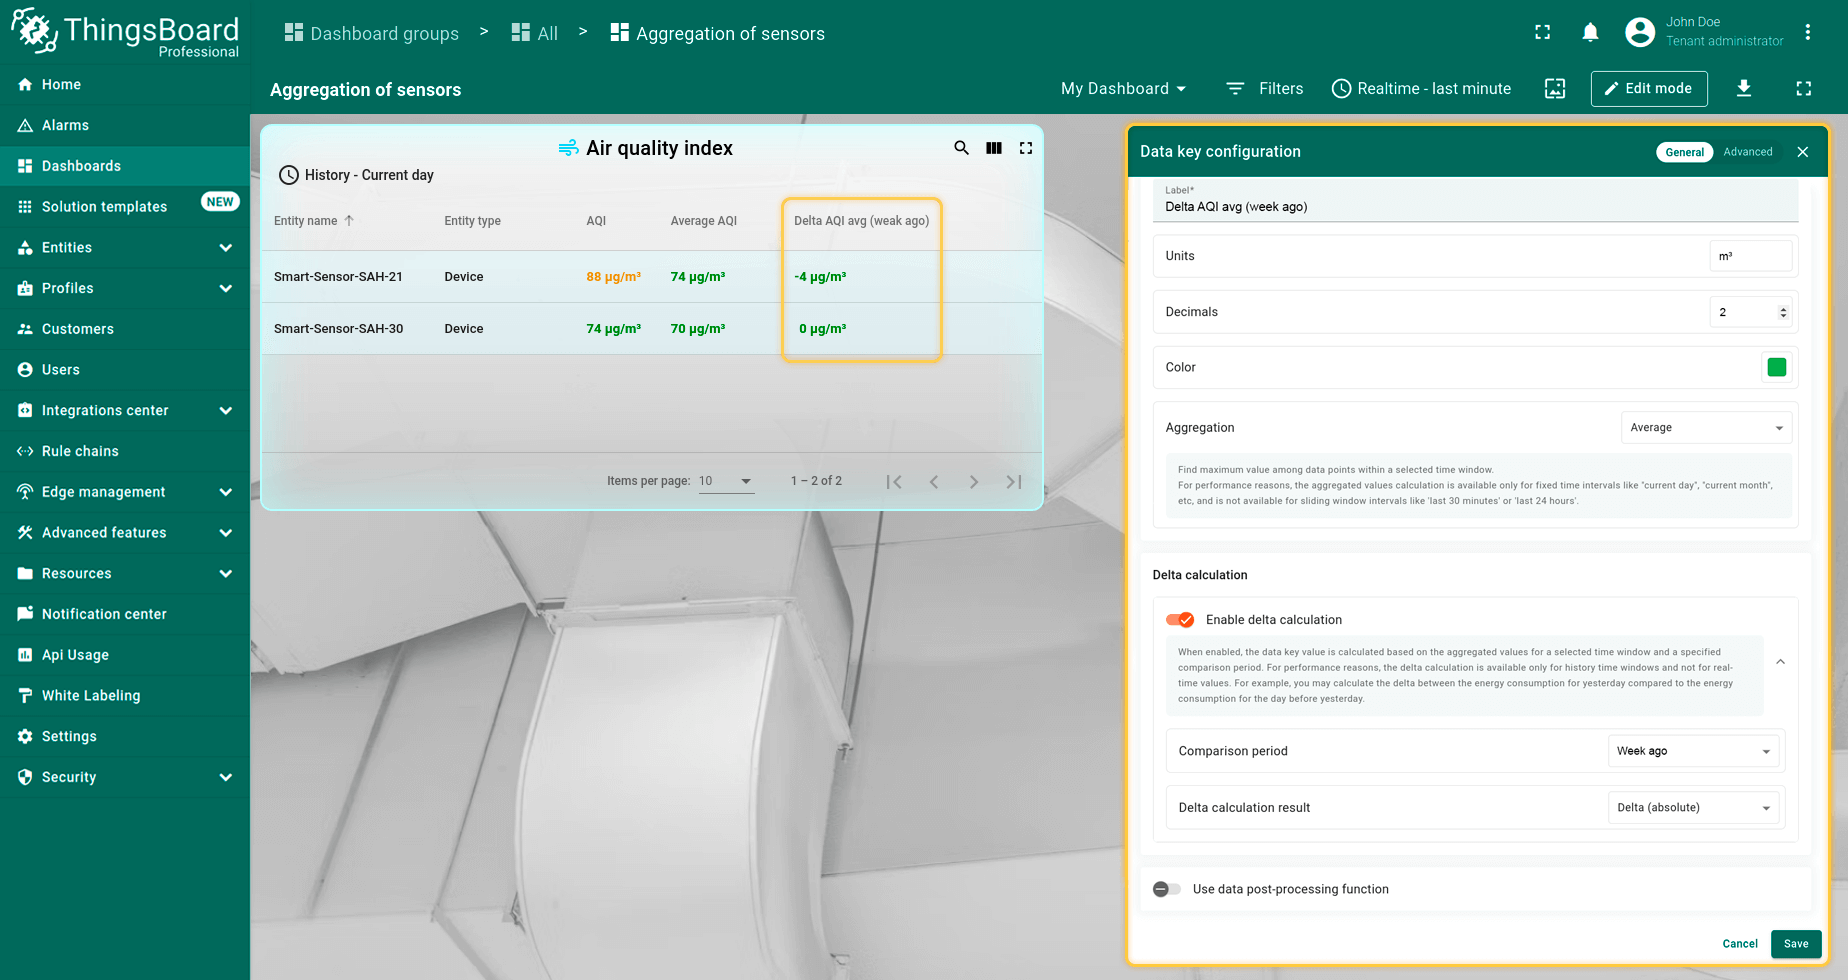 ThingsBoard
Professional
Dashboard groups > All > Aggregation of sensors
John Doe
Tenant administrator
Home
Alarms
Dashboards
Solution templates NEW
Entities
Profiles
Customers
Users
Integrations center
Rule chains
Edge management
Advanced features
Resources
Notification center
Api Usage
White Labeling
Settings
Security
Aggregation of sensors
My Dashboard Filters Realtime - last minute Edit mode
Air quality index
History - Current day
Entity name Entity type AQI Average AQI Delta AQI avg (weak ago)
Smart-Sensor-SAH-21 Device 88 µg/m³ 74 µg/m³ -4 µg/m³
Smart-Sensor-SAH-30 Device 74 µg/m³ 70 µg/m³ 0 µg/m³
Items per page: 10 1 – 2 of 2
Data key configuration General Advanced
Label*
Delta AQI avg (week ago)
Units m³
Decimals 2
Color
Aggregation Average
Find maximum value among data points within a selected time window.
For performance reasons, the aggregated values calculation is available only for fixed time intervals like "current day", "current month",
etc, and is not available for sliding window intervals like 'last 30 minutes' or 'last 24 hours'.
Delta calculation
Enable delta calculation
When enabled, the data key value is calculated based on the aggregated values for a selected time window and a specified
comparison period. For performance reasons, the delta calculation is available only for history time windows and not for real-
time values. For example, you may calculate the delta between the energy consumption for yesterday compared to the energy
consumption for the day before yesterday.
Comparison period Week ago
Delta calculation result Delta (absolute)
Use data post-processing function
Cancel Save